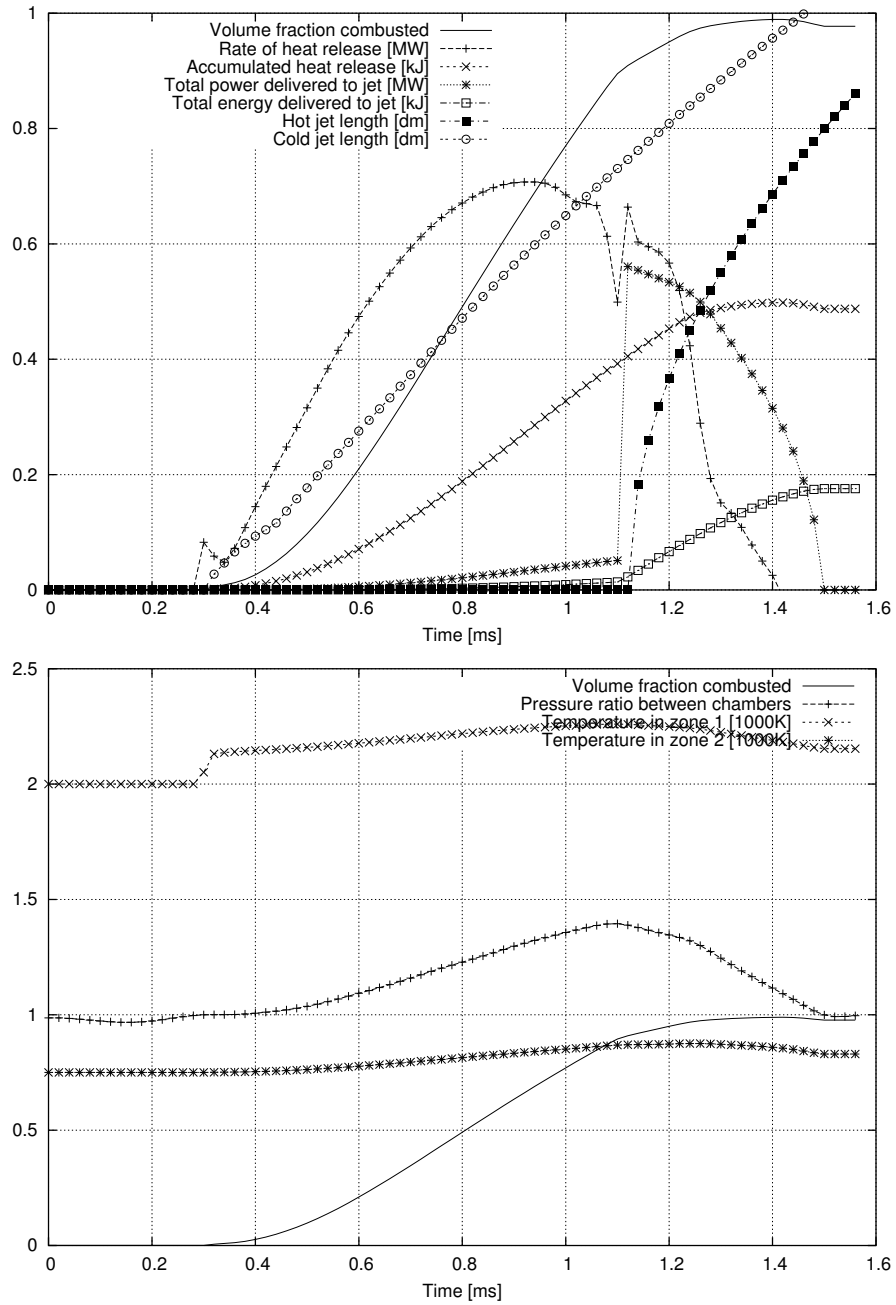 1
0.8
0.6
0.4
0.2
0
Volume fraction combusted
Rate of heat release [MW]
Accumulated heat release [kJ]
Total power delivered to jet [MW]
Total energy delivered to jet [kJ]
Hot jet length [dm]
Cold jet length [dm]
0 0.2 0.4 0.6 0.8 1 1.2 1.4 1.6
Time [ms]
2.5
2
1.5
1
0.5
0
Volume fraction combusted
Pressure ratio between chambers
Temperature in zone 1 [1000K]
Temperature in zone 2 [1000K]
0 0.2 0.4 0.6 0.8 1 1.2 1.4 1.6
Time [ms]